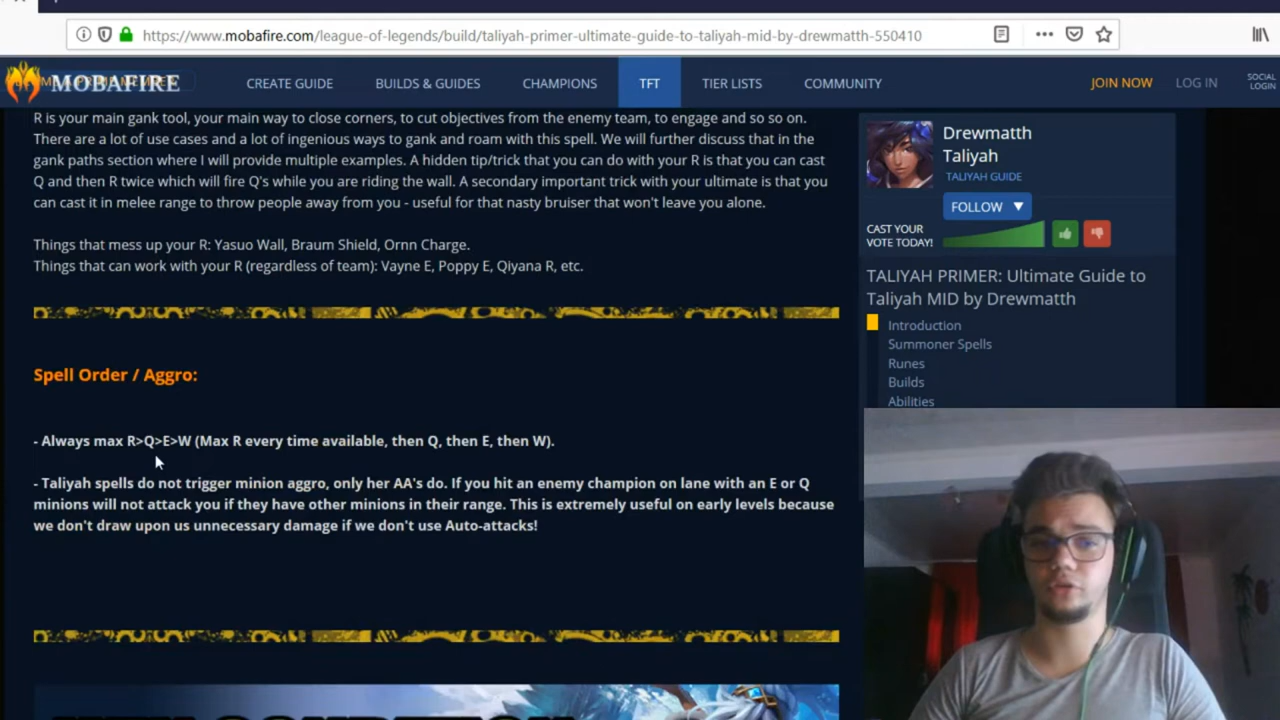 https://www.mobafire.com/league-of-legends/build/taliyah-primer-ultimate-guide-to-taliyah-mid-by-drewmatth-550410
MOBAFIRE
CREATE GUIDE
BUILDS & GUIDES
CHAMPIONS
TFT
TIER LISTS
COMMUNITY
JOIN NOW
LOG IN
SOCIAL
LOGIN
R is your main gank tool, your main way to close corners, to cut objectives from the enemy team, to engage and so so on.
There are a lot of use cases and a lot of ingenious ways to gank and roam with this spell. We will further discuss that in the
gank paths section where I will provide multiple examples. A hidden tip/trick that you can do with your R is that you can cast
Q and then R twice which will fire Q's while you are riding the wall. A secondary important trick with your ultimate is that you
can cast it in melee range to throw people away from you - useful for that nasty bruiser that won't leave you alone.
Things that mess up your R: Yasuo Wall, Braum Shield, Ornn Charge.
Things that can work with your R (regardless of team): Vayne E, Poppy E, Qiyana R, etc.
Spell Order / Aggro:
- Always max R>Q>E>W (Max R every time available, then Q, then E, then W).
- Taliyah spells do not trigger minion aggro, only her AA's do. If you hit an enemy champion on lane with an E or Q
minions will not attack you if they have other minions in their range. This is extremely useful on early levels because
we don't draw upon us unnecessary damage if we don't use Auto-attacks!
Drewmatth
Taliyah
TALIYAH GUIDE
FOLLOW
CAST YOUR
VOTE TODAY!
TALIYAH PRIMER: Ultimate Guide to
Taliyah MID by Drewmatth
Introduction
Summoner Spells
Runes
Builds
Abilities